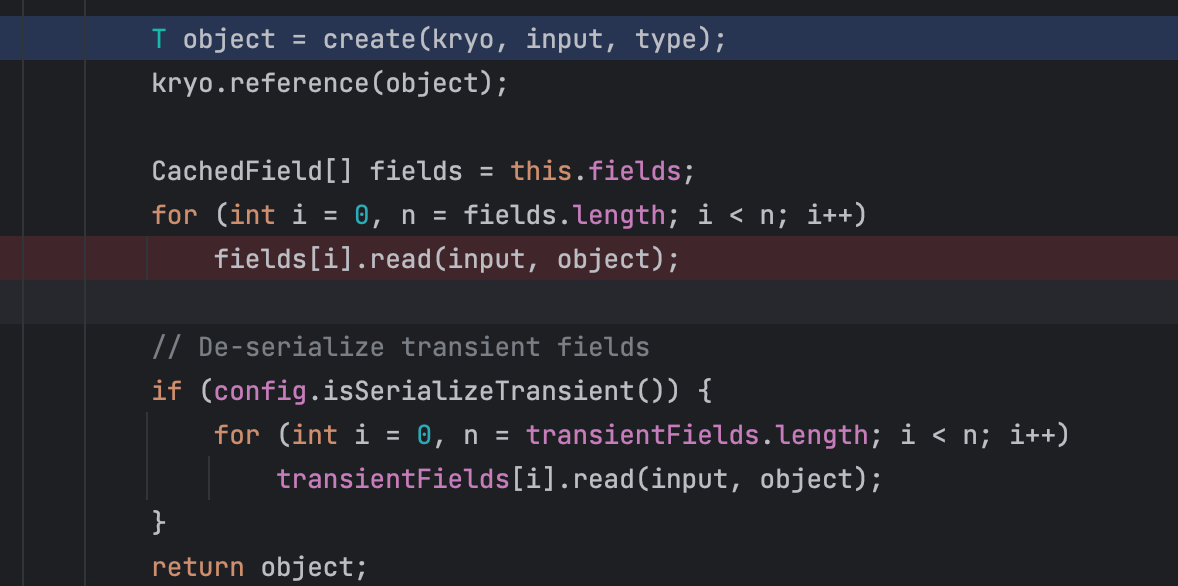 T object = create(kryo, input, type);
kryo.reference(object);
CachedField[] fields = this.fields;
for (int i = 0, n = fields.length; i < n; i++)
fields[i].read(input, object);
// De-serialize transient fields
if (config.isSerializeTransient()) {
for (int i = 0, n = transientFields.length; i < n; i++)
transientFields[i].read(input, object);
}
return object;